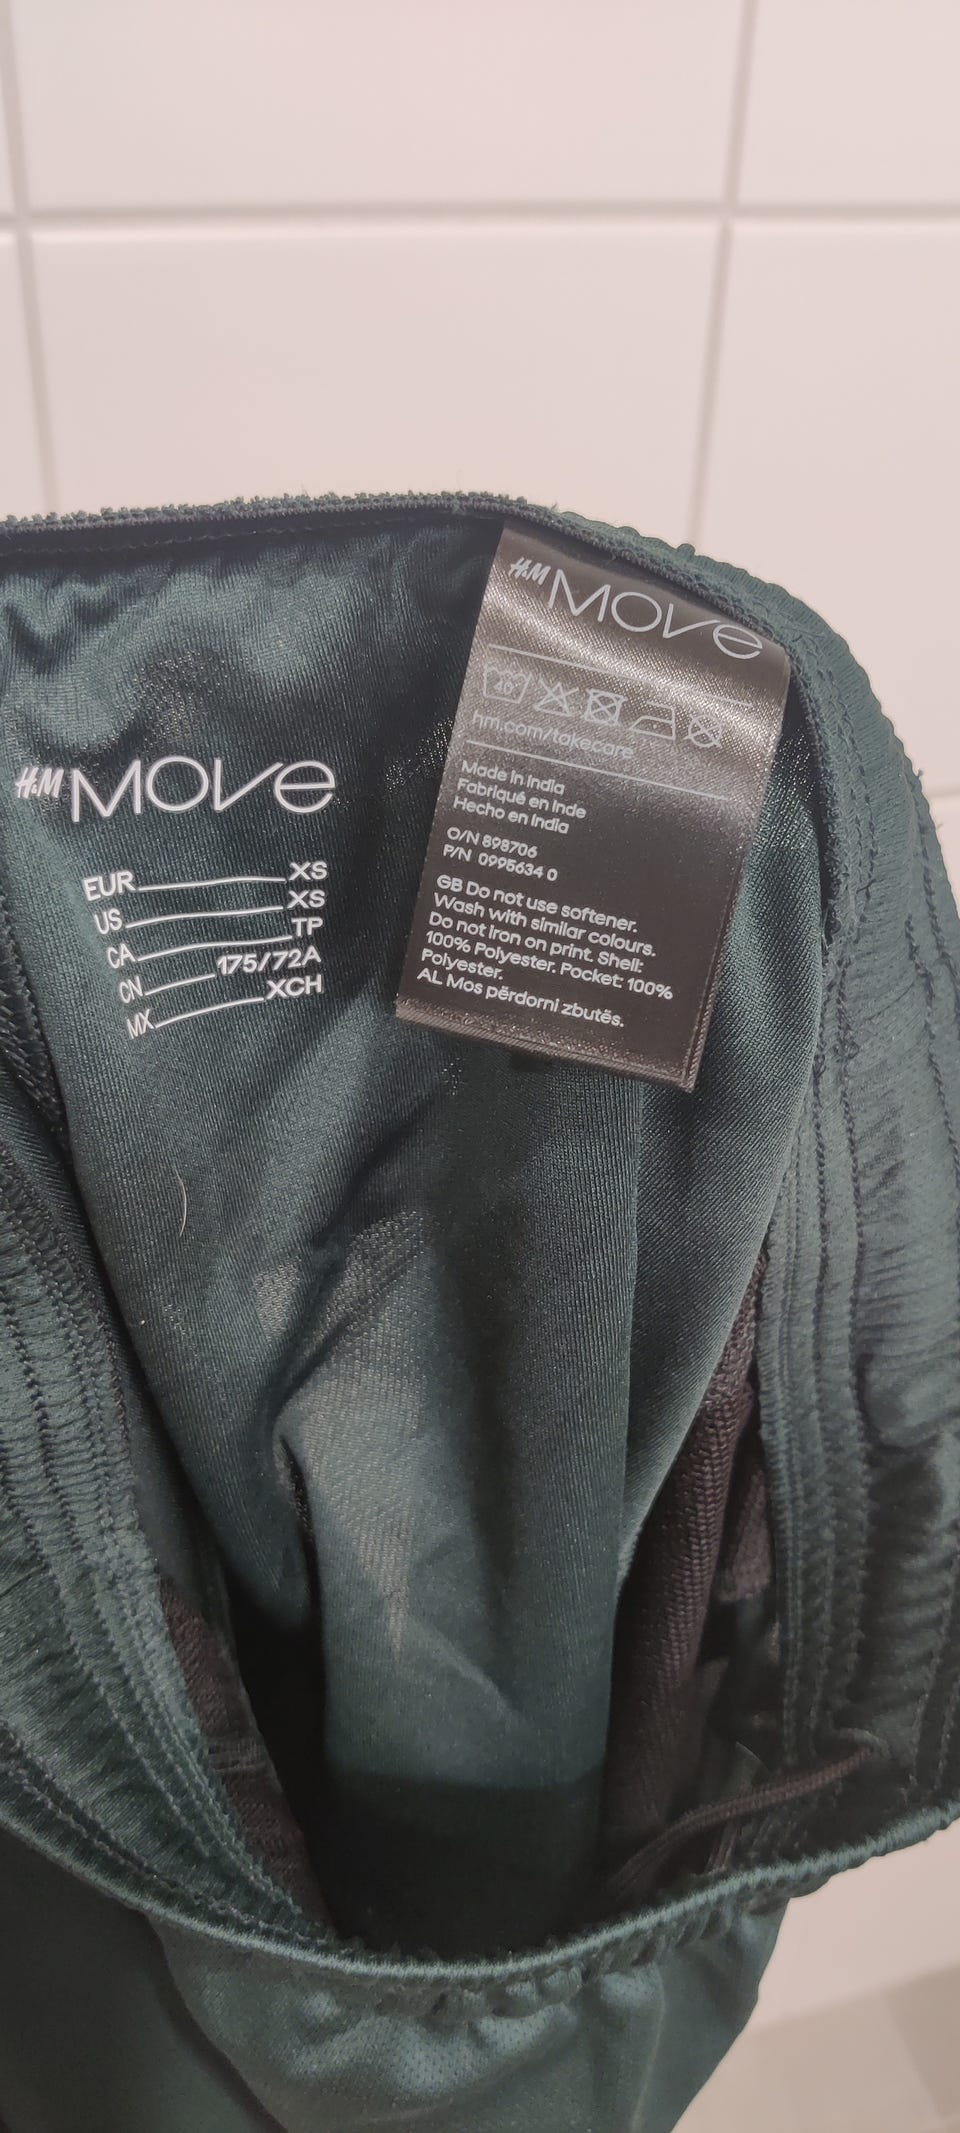 H&M MOVE
EUR XS
US XS
CA TP
CN 175/72A
MX XCH
H&M MOVE
40
hm.com/takecare
Made in India
Fabriqué en Inde
Hecho en India
O/N 898706
P/N 0995634 0
GB Do not use softener.
Wash with similar colours.
Do not iron on print. Shell:
100% Polyester. Pocket: 100%
Polyester.
AL Mos përdorni zbutës.